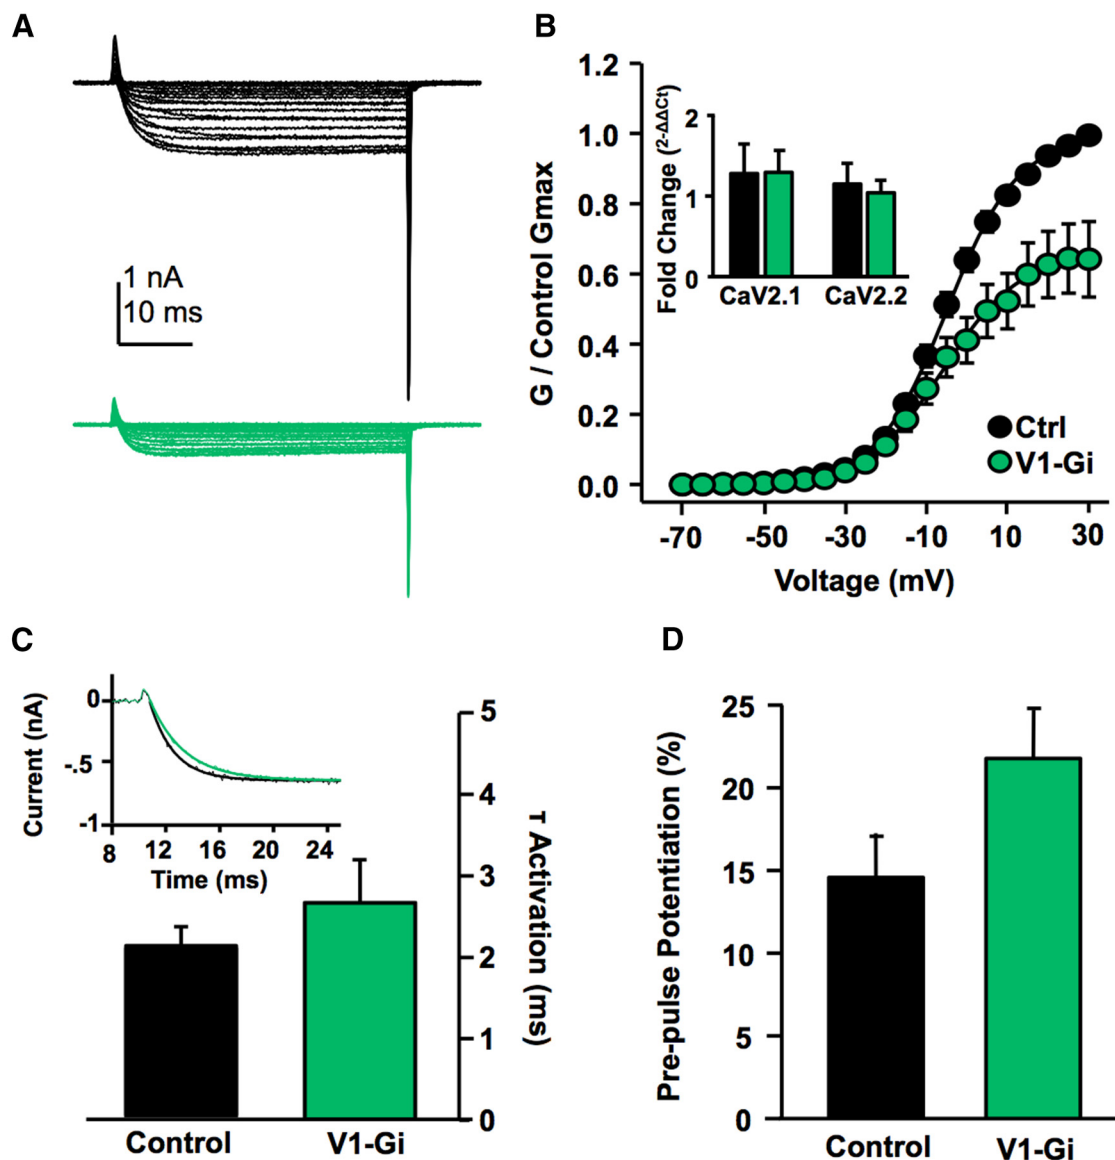 A
1 nA
10 ms
B
G / Control Gmax
1.2
1.0
0.8
0.6
0.4
0.2
0.0
-70
-50
-30
-10
10
30
Voltage (mV)
Fold Change (2-ΔΔCt)
2
1
0
CaV2.1
CaV2.2
Ctrl
V1-Gi
C
Current (nA)
0
-.5
-1
8
12
16
20
24
Time (ms)
5
4
3
2
1
0
τ Activation (ms)
Control
V1-Gi
D
Pre-pulse Potentiation (%)
25
20
15
10
5
0
Control
V1-Gi